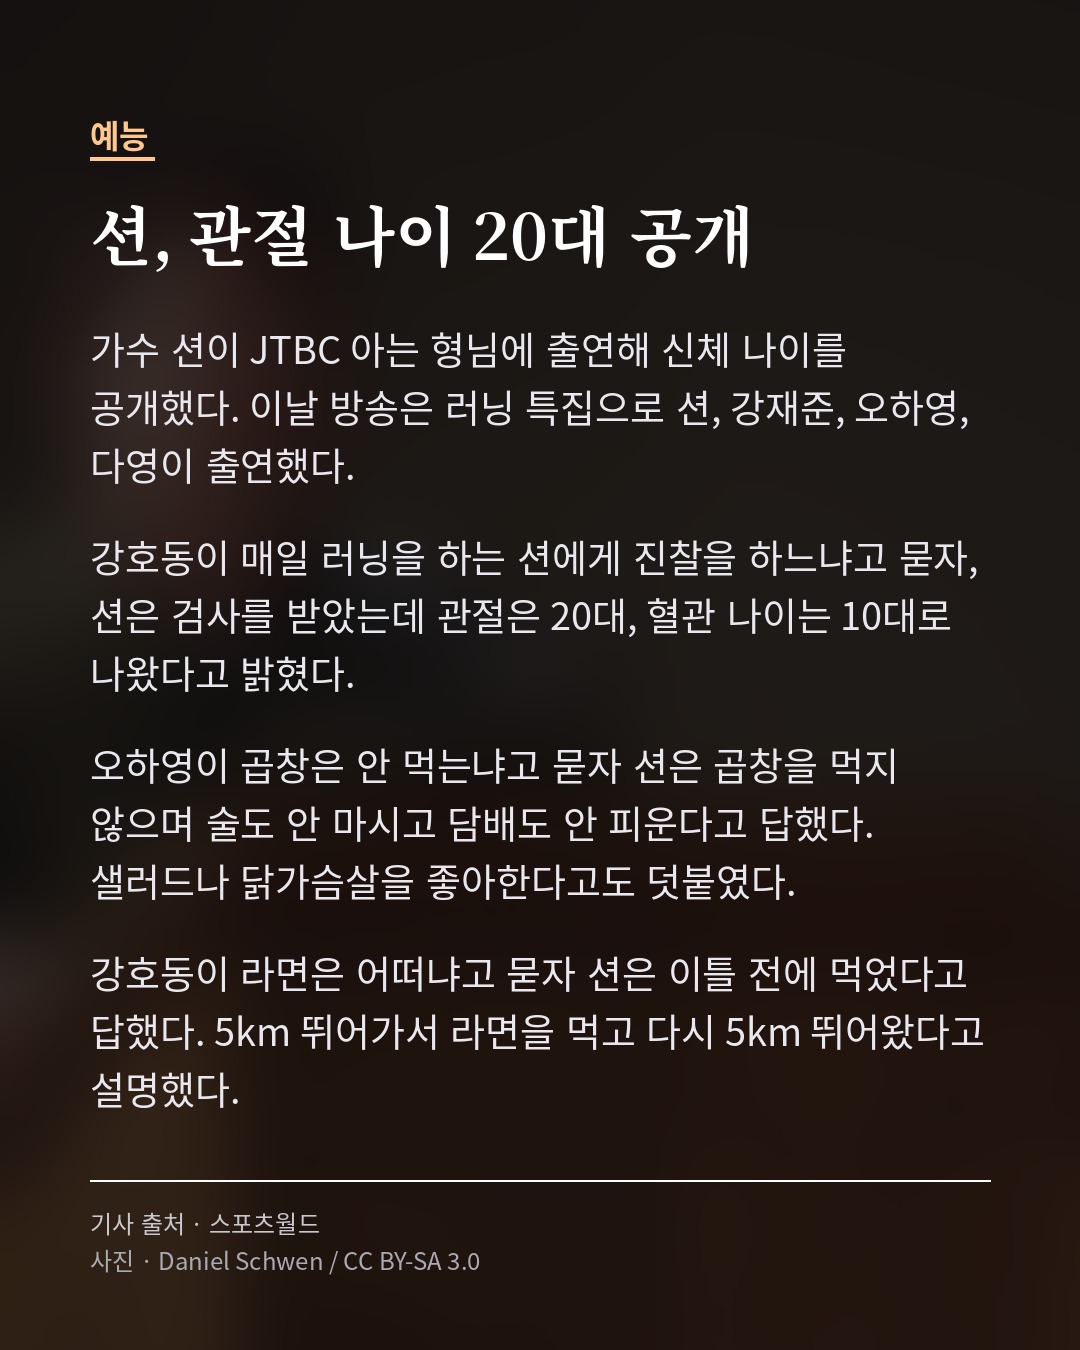 예능
션, 관절 나이 20대 공개
가수 션이 JTBC 아는 형님에 출연해 신체 나이를
공개했다. 이날 방송은 러닝 특집으로 션, 강재준, 오하영,
다영이 출연했다.
강호동이 매일 러닝을 하는 션에게 진찰을 하느냐고 묻자,
션은 검사를 받았는데 관절은 20대, 혈관 나이는 10대로
나왔다고 밝혔다.
오하영이 곱창은 안 먹는냐고 묻자 션은 곱창을 먹지
않으며 술도 안 마시고 담배도 안 피운다고 답했다.
샐러드나 닭가슴살을 좋아한다고도 덧붙였다.
강호동이 라면은 어떠냐고 묻자 션은 이틀 전에 먹었다고
답했다. 5km 뛰어가서 라면을 먹고 다시 5km 뛰어왔다고
설명했다.
기사 출처 · 스포츠월드
사진 · Daniel Schwen / CC BY-SA 3.0